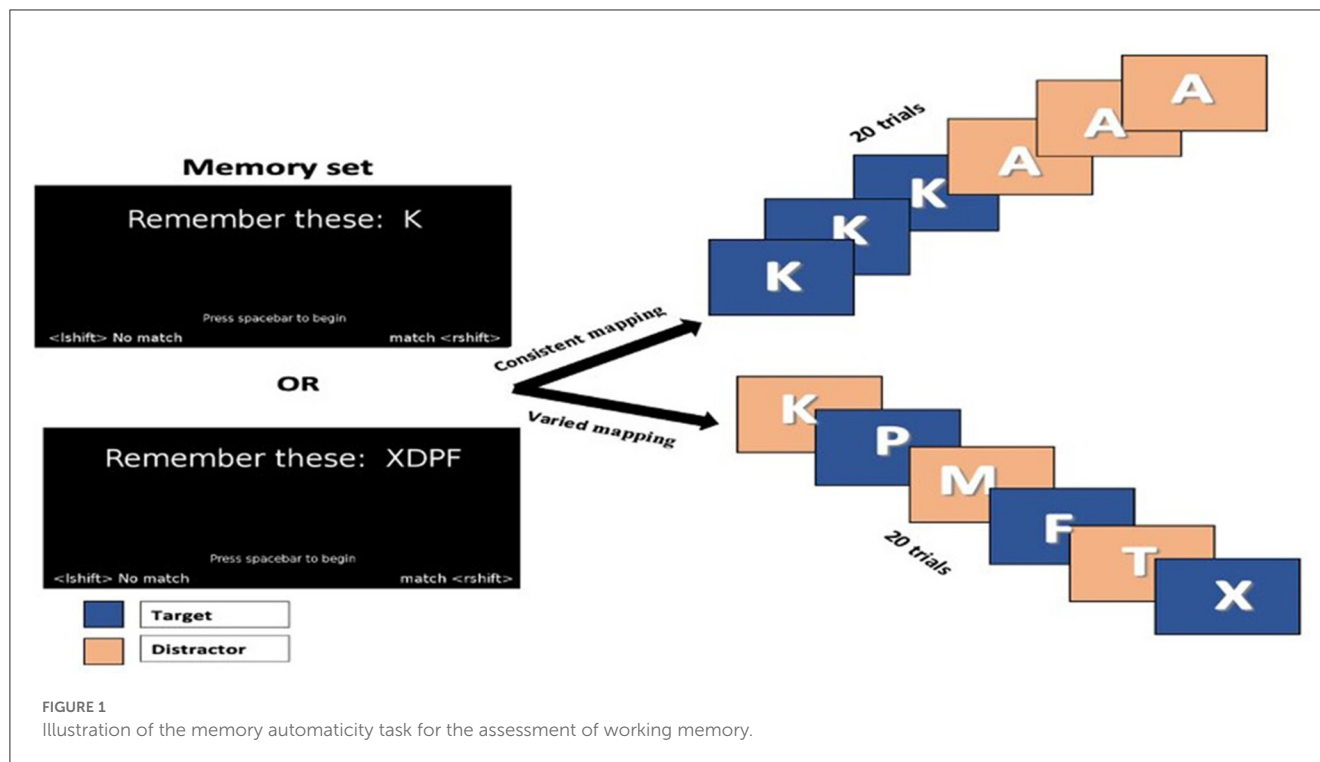 Memory set
Remember these: K
Press spacebar to begin
<lshift> No match
match <rshift>
OR
Remember these: XDPF
Press spacebar to begin
<lshift> No match
match <rshift>
Target
Distractor
Consistent mapping
Varied mapping
20 trials
K
K
K
A
A
A
K
P
M
F
T
X
20 trials
FIGURE 1
Illustration of the memory automaticity task for the assessment of working memory.